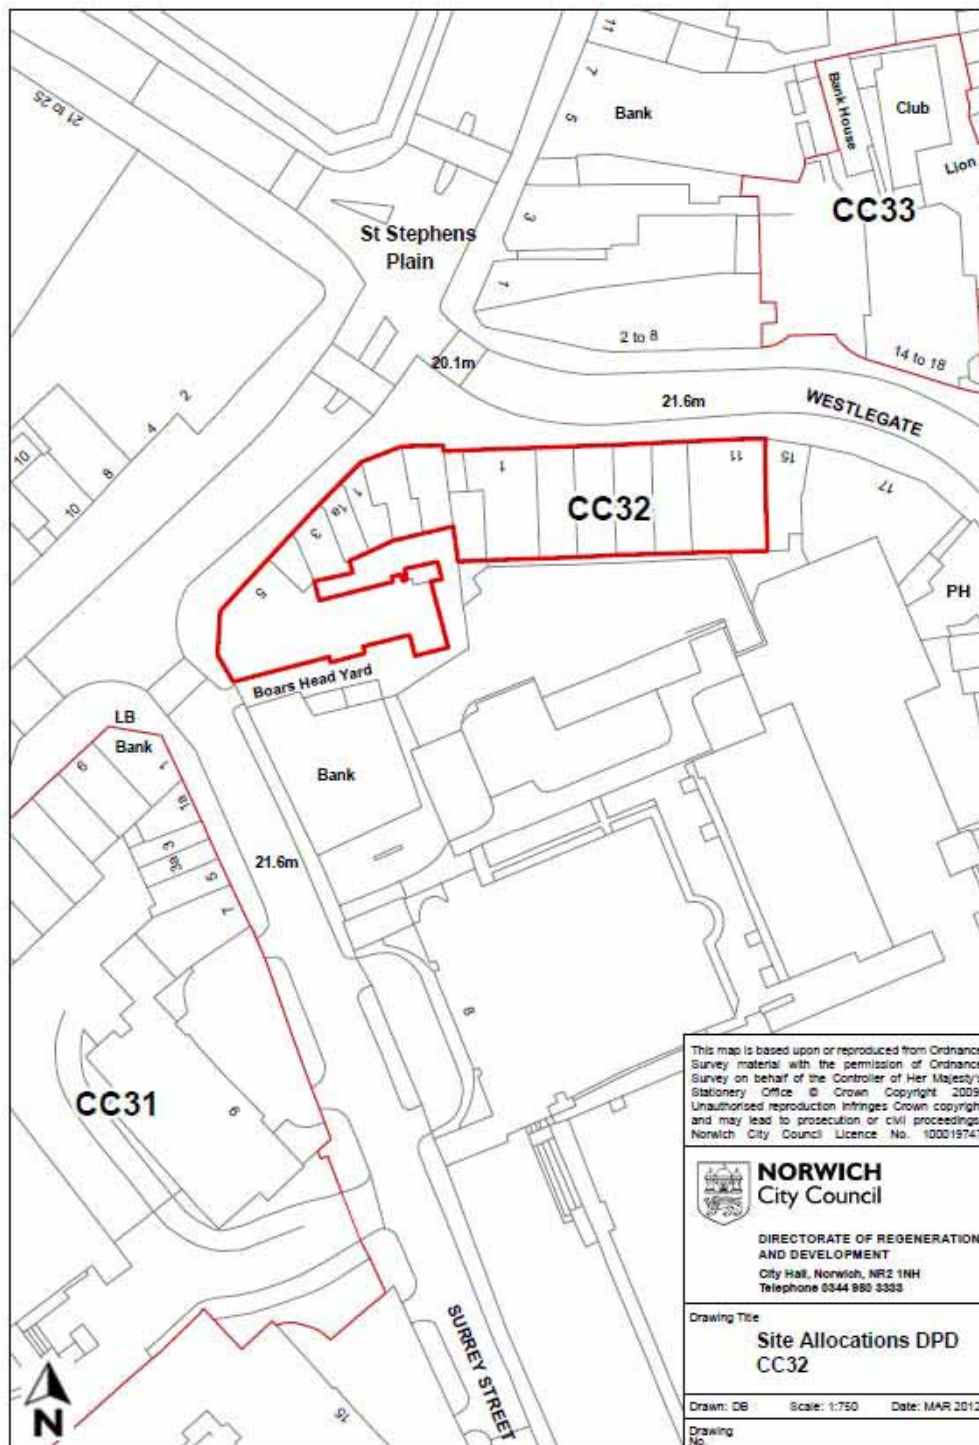 21 to 25
11
7
5
Bank
Bank House
Club
Lion
CC33
3
St Stephens
Plain
1
2 to 8
14 to 18
20.1m
21.6m
WESTLEGATE
2
4
8
10
10
1
11
15
17
CC32
1
1a
3
5
PH
Boars Head Yard
LB
Bank
9
1
1a
3
3a
5
7
Bank
21.6m
8
CC31
9
15
SURREY STREET
N
This map is based upon or reproduced from Ordnance
Survey material with the permission of Ordnance
Survey on behalf of the Controller of Her Majesty's
Stationery Office © Crown Copyright 2009.
Unauthorised reproduction infringes Crown copyright
and may lead to prosecution or civil proceedings.
Norwich City Council Licence No. 100019747
NORWICH
City Council
DIRECTORATE OF REGENERATION
AND DEVELOPMENT
City Hall, Norwich, NR2 1NH
Telephone 0344 980 3333
Drawing Title
Site Allocations DPD
CC32
Drawn: DB Scale: 1:750 Date: MAR 2012
Drawing
No.